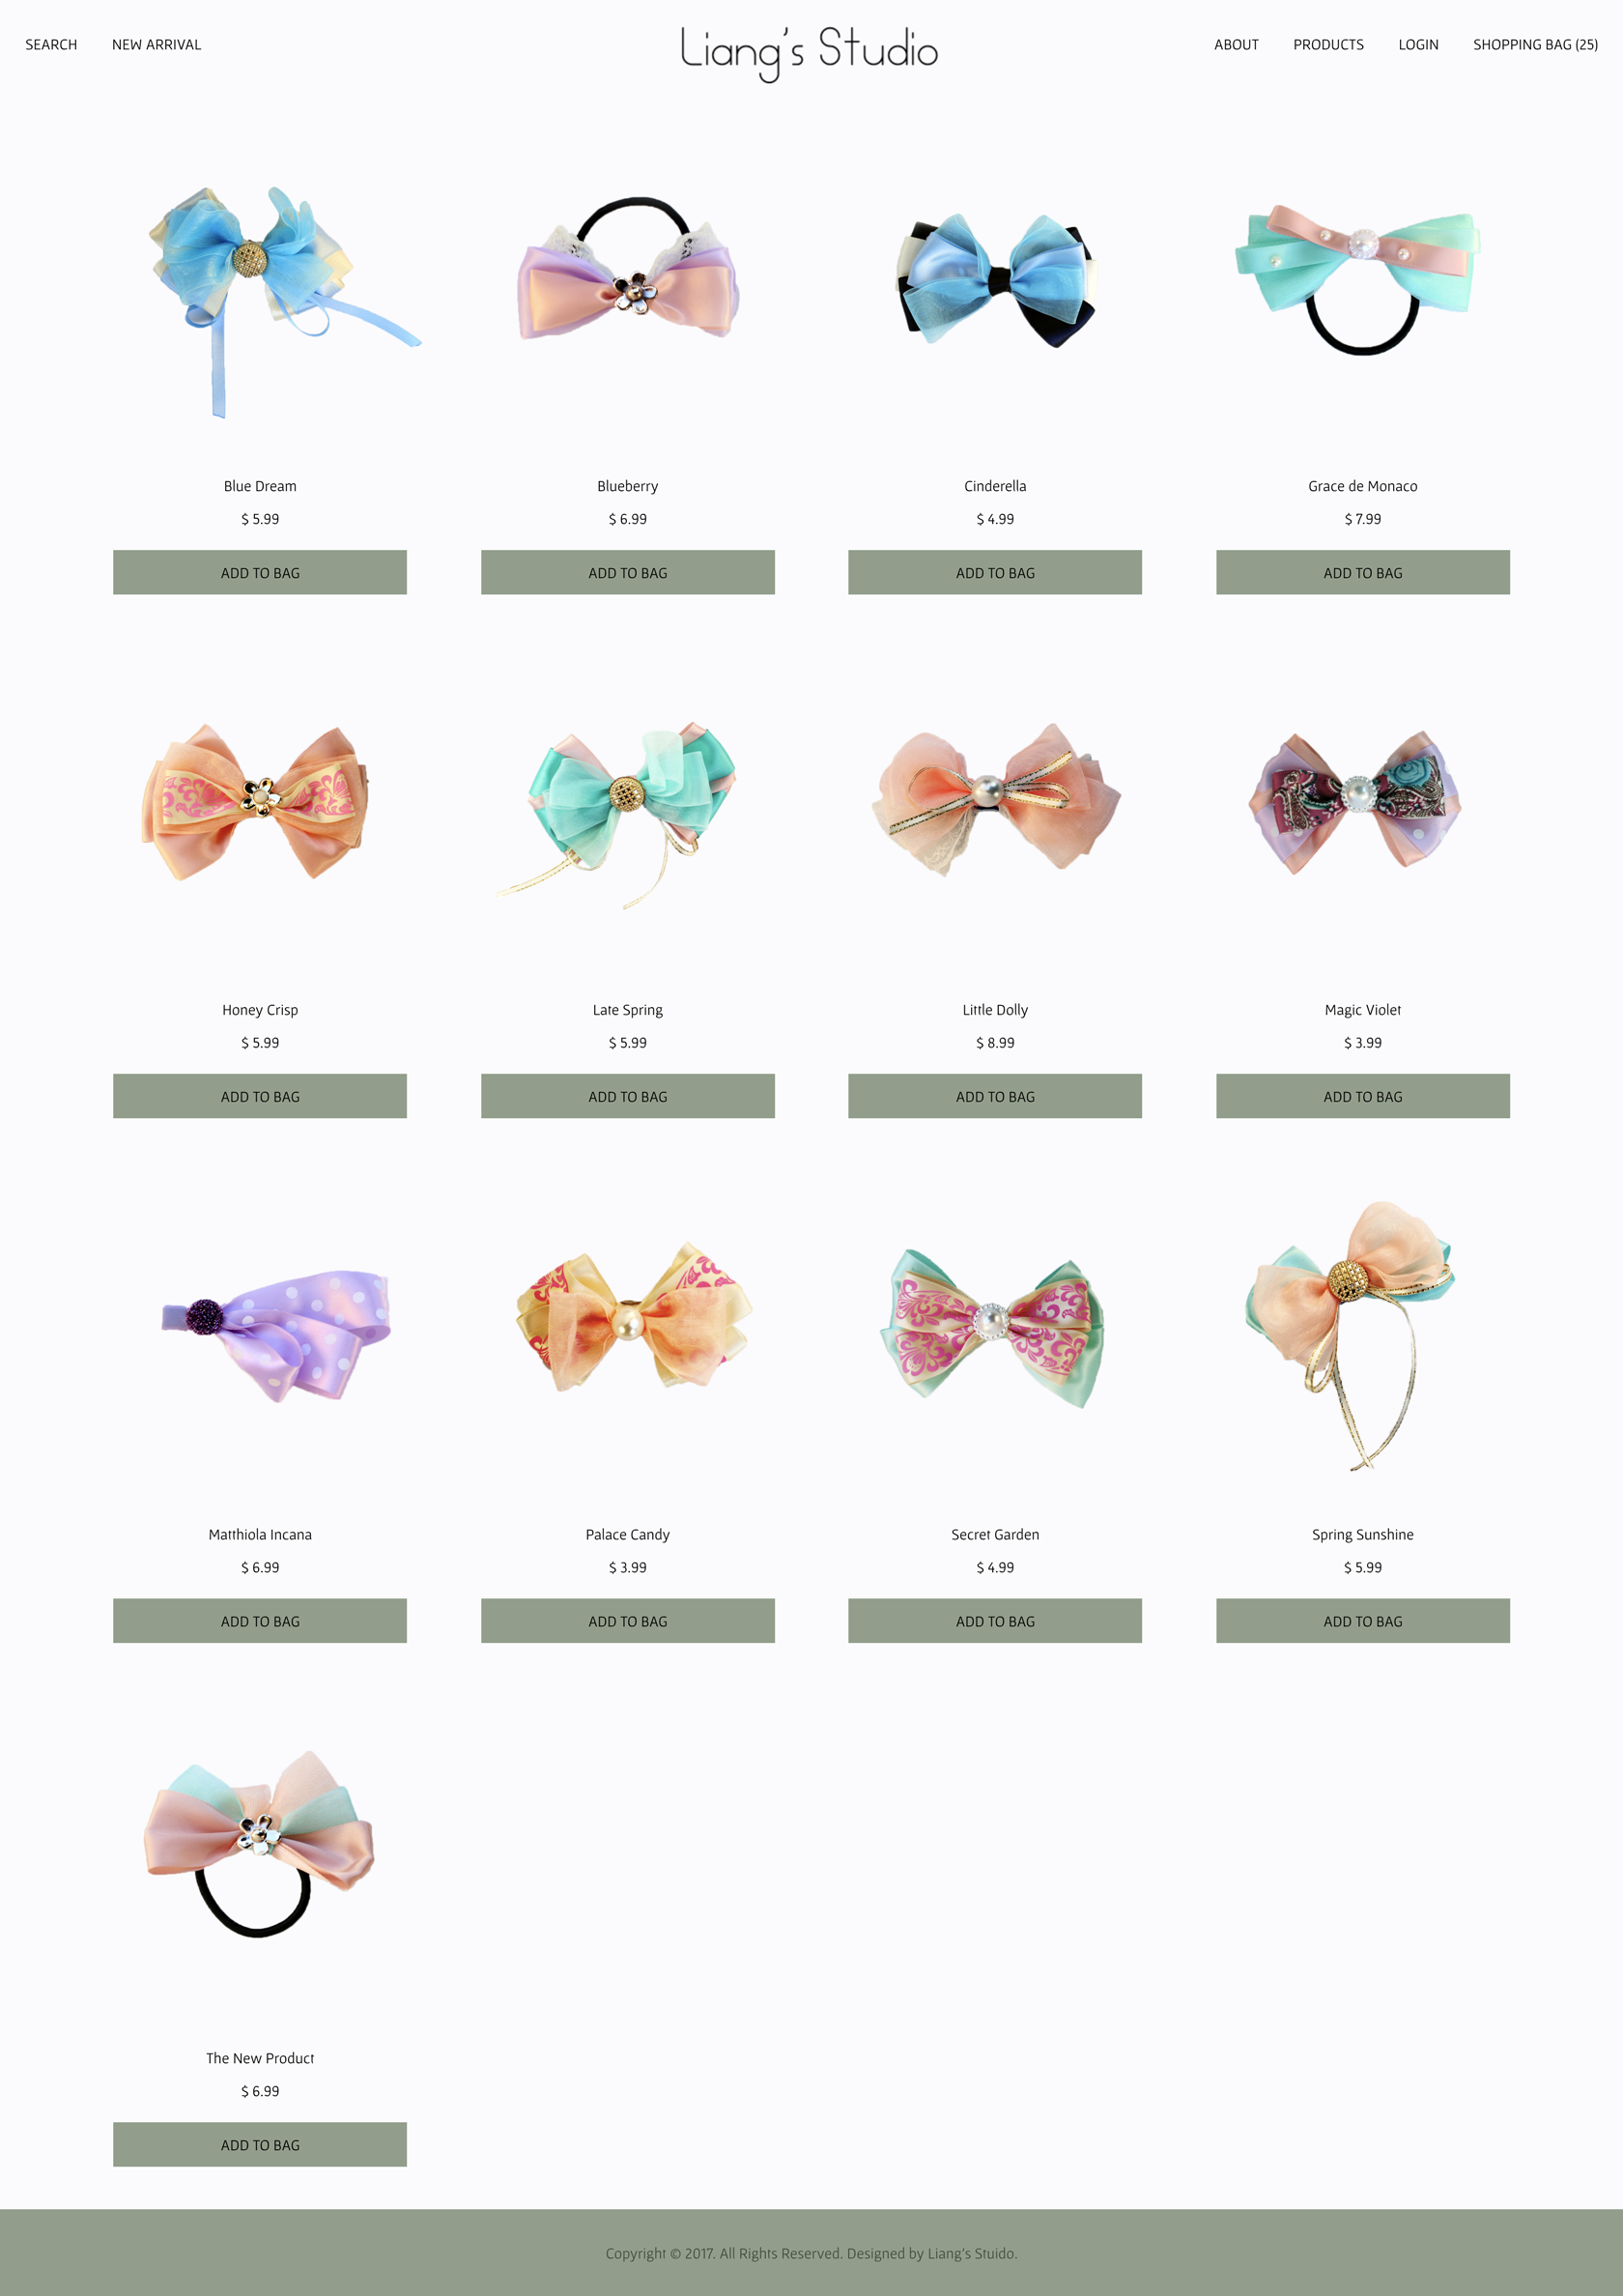 SEARCH NEW ARRIVAL Liang's Studio ABOUT PRODUCTS LOGIN SHOPPING BAG (25)
Blue Dream Blueberry Cinderella Grace de Monaco
$ 5.99 $ 6.99 $ 4.99 $ 7.99
ADD TO BAG ADD TO BAG ADD TO BAG ADD TO BAG
Honey Crisp Late Spring Little Dolly Magic Violet
$ 5.99 $ 5.99 $ 8.99 $ 3.99
ADD TO BAG ADD TO BAG ADD TO BAG ADD TO BAG
Matthiola Incana Palace Candy Secret Garden Spring Sunshine
$ 6.99 $ 3.99 $ 4.99 $ 5.99
ADD TO BAG ADD TO BAG ADD TO BAG ADD TO BAG
The New Product
$ 6.99
ADD TO BAG
Copyright © 2017. All Rights Reserved. Designed by Liang's Stuido.